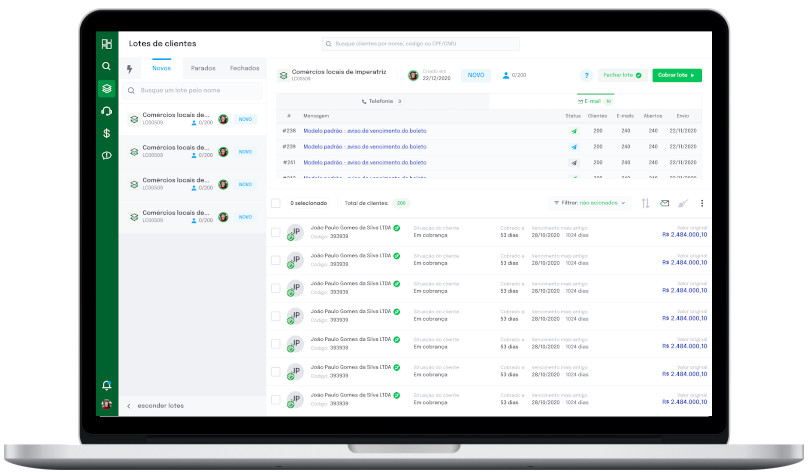 Lotes de clientes
Busque clientes por nome, código ou CPF/CNPJ
Novos Parados Fechados
Busque um lote pelo nome
Comércios locais de...
LC00509 0/200 NOVO
Comércios locais de...
LC00509 0/200 NOVO
Comércios locais de...
LC00509 0/200 NOVO
Comércios locais de...
LC00509 0/200 NOVO
esconder lotes
Comércios locais de Imperatriz
LC00509
Criado em
22/12/2020
NOVO
0/200
?
Fechar lote
Cobrar lote
Telefonia 3
E-mail 10
# Mensagem Status Clientes E-mails Abertos Envio
#238 Modelo padrão - aviso de vencimento do boleto 200 240 240 22/11/2020
#239 Modelo padrão - aviso de vencimento do boleto 200 240 240 22/11/2020
#241 Modelo padrão - aviso de vencimento do boleto 200 240 240 22/11/2020
0 selecionado Total de clientes: 200 Filtrar: não acionados
JP João Paulo Gomes da Silva LTDA Situação do cliente Cobrado a Vencimento mais antigo Valor original
Código: 393939 Em cobrança 53 dias 28/10/2020 1024 dias R$ 2.484.000,10
JP João Paulo Gomes da Silva LTDA Situação do cliente Cobrado a Vencimento mais antigo Valor original
Código: 393939 Em cobrança 53 dias 28/10/2020 1024 dias R$ 2.484.000,10
JP João Paulo Gomes da Silva LTDA Situação do cliente Cobrado a Vencimento mais antigo Valor original
Código: 393939 Em cobrança 53 dias 28/10/2020 1024 dias R$ 2.484.000,10
JP João Paulo Gomes da Silva LTDA Situação do cliente Cobrado a Vencimento mais antigo Valor original
Código: 393939 Em cobrança 53 dias 28/10/2020 1024 dias R$ 2.484.000,10
JP João Paulo Gomes da Silva LTDA Situação do cliente Cobrado a Vencimento mais antigo Valor original
Código: 393939 Em cobrança 53 dias 28/10/2020 1024 dias R$ 2.484.000,10
JP João Paulo Gomes da Silva LTDA Situação do cliente Cobrado a Vencimento mais antigo Valor original
Código: 393939 Em cobrança 53 dias 28/10/2020 1024 dias R$ 2.484.000,10
JP João Paulo Gomes da Silva LTDA Situação do cliente Cobrado a Vencimento mais antigo Valor original
Código: 393939 Em cobrança 53 dias 28/10/2020 1024 dias R$ 2.484.000,10